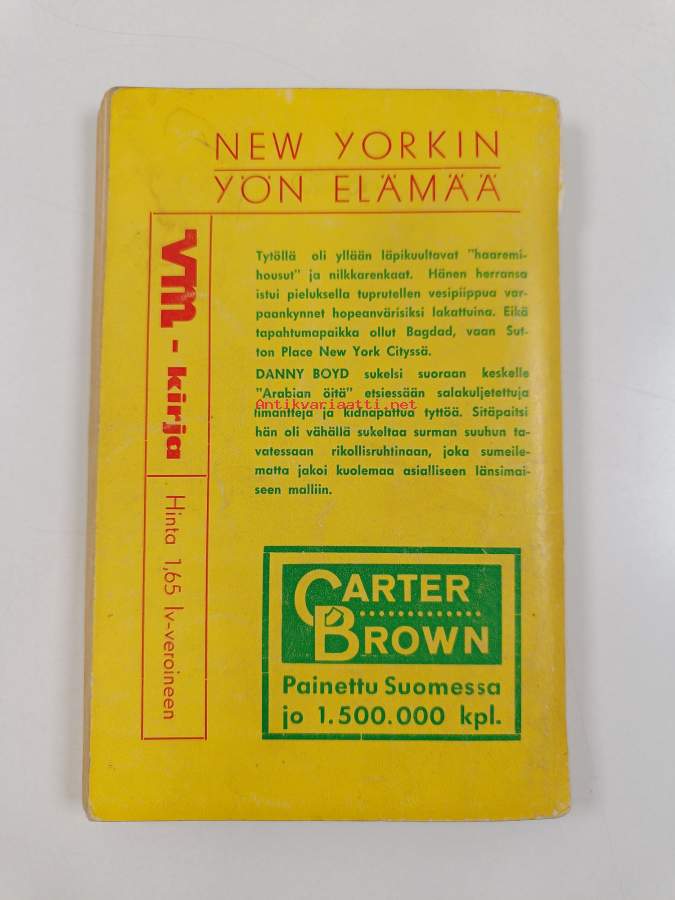 NEW YORKIN
YÖN ELÄMÄÄ
Tytöllä oli yllään läpikuultavat "haaremi-
housut" ja nilkkarenkaat. Hänen herransa
istui pieluksella tuprutellen vesipiippua var-
paankynnet hopeanvärisiksi lakattuina. Eikä
tapahtumapaikka ollut Bagdad, vaan Sut-
ton Place New York Cityssä.
DANNY BOYD sukelsi suoraan keskelle
"Arabian öitä" etsiessään salakuljetettuja
timantteja ja kidnapattua tyttöä. Sitäpaitsi
hän oli vähällä sukeltaa surman suuhun ta-
vatessaan rikollisruhtinaan, joka sumeile-
matta jakoi kuolemaa asialliseen länsimai-
seen malliin.
Antikvariaatti.net
Vm-kirja
Hinta 1,65 lv-veroineen
CARTER
BROWN
Painettu Suomessa
jo 1.500.000 kpl.